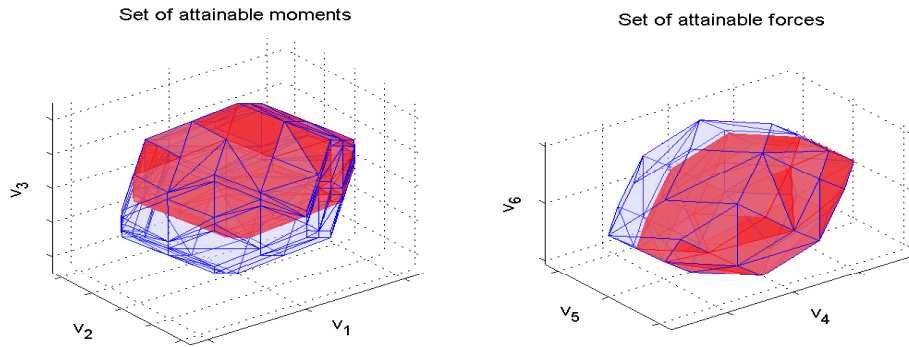 Set of attainable moments
Set of attainable forces
v3
v2
v1
v6
v5
v4